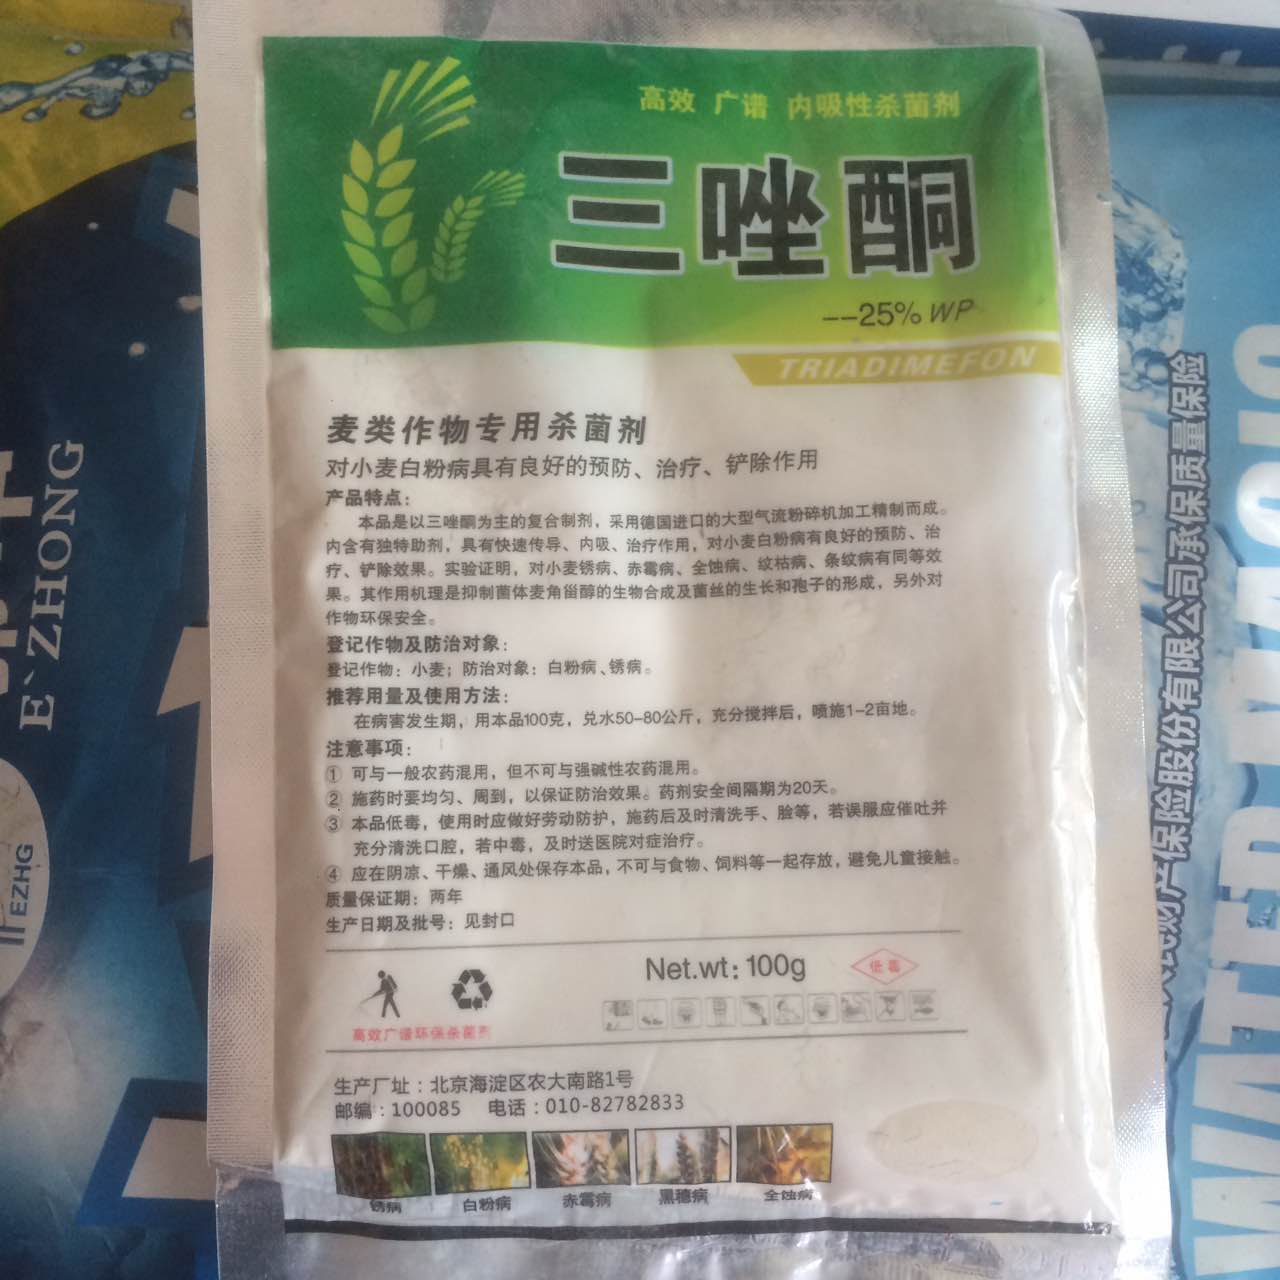 高效 广谱 内吸性杀菌剂
三唑酮
--25% WP
TRIADIMEFON
麦类作物专用杀菌剂
对小麦白粉病具有良好的预防、治疗、铲除作用
产品特点：
本品是以三唑酮为主的复合制剂，采用德国进口的大型气流粉碎机加工精制而成。
内含有独特助剂，具有快速传导、内吸、治疗作用，对小麦白粉病有良好的预防、治
疗、铲除效果。实验证明，对小麦锈病、赤霉病、全蚀病、纹枯病、条纹病有同等效
果。其作用机理是抑制菌体麦角甾醇的生物合成及菌丝的生长和孢子的形成，另外对
作物环保安全。
登记作物及防治对象：
登记作物：小麦；防治对象：白粉病、锈病。
推荐用量及使用方法：
在病害发生期，用本品100克，兑水50-80公斤，充分搅拌后，喷施1-2亩地。
注意事项：
① 可与一般农药混用，但不可与强碱性农药混用。
② 施药时要均匀、周到，以保证防治效果。药剂安全间隔期为20天。
③ 本品低毒，使用时应做好劳动防护，施药后及时清洗手、脸等，若误服应催吐并
充分清洗口腔，若中毒，及时送医院对症治疗。
④ 应在阴凉、干燥、通风处保存本品，不可与食物、饲料等一起存放，避免儿童接触。
质量保证期：两年
生产日期及批号：见封口
Net.wt: 100g
低毒
高效广谱环保杀菌剂
生产厂址：北京海淀区农大南路1号
邮编：100085 电话：010-82782833
锈病 白粉病 赤霉病 黑穗病 全蚀病
E`ZHONG
EZHG
财产保险股份有限公司承保质量保险
WATER